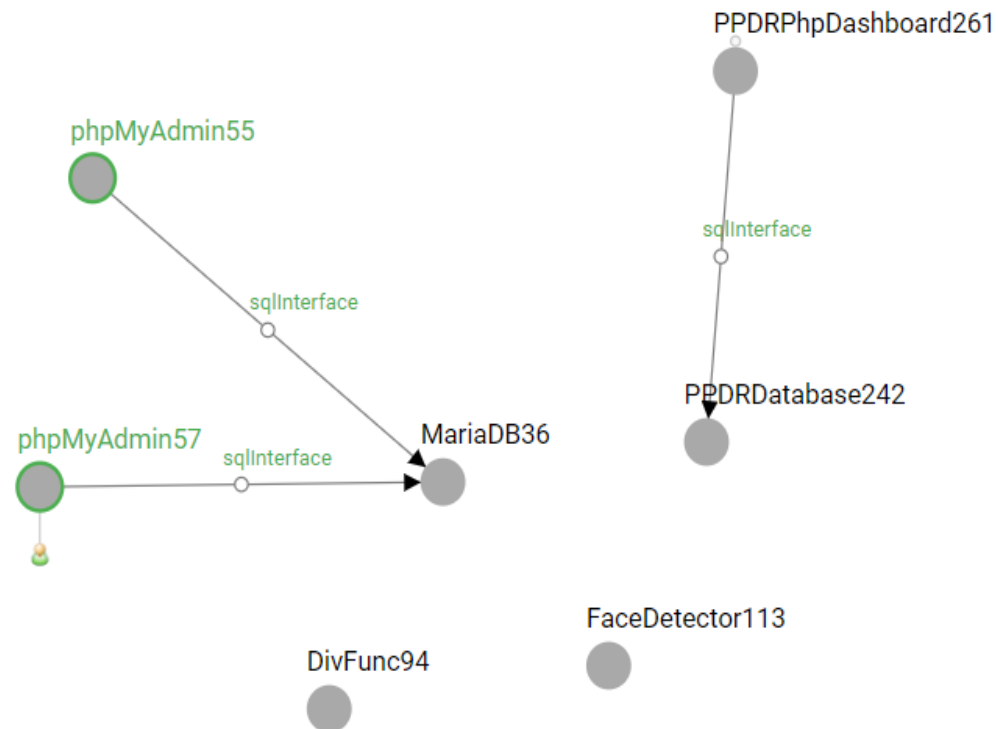 PPDRPhpDashboard261
phpMyAdmin55
sqlInterface
sqlInterface
PPDRDatabase242
phpMyAdmin57
MariaDB36
sqlInterface
FaceDetector113
DivFunc94